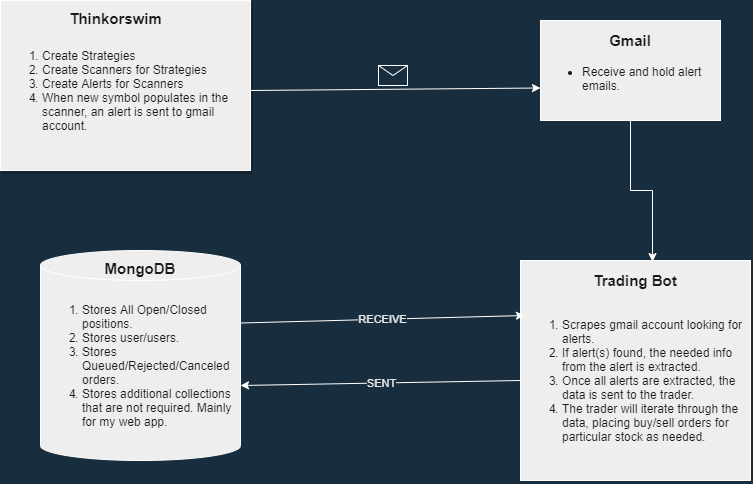 Thinkorswim
1. Create Strategies
2. Create Scanners for Strategies
3. Create Alerts for Scanners
4. When new symbol populates in the
scanner, an alert is sent to gmail
account.
Gmail
• Receive and hold alert
emails.
MongoDB
1. Stores All Open/Closed
positions.
2. Stores user/users.
3. Stores
Queued/Rejected/Canceled
orders.
4. Stores additional collections
that are not required. Mainly
for my web app.
RECEIVE
SENT
Trading Bot
1. Scrapes gmail account looking for
alerts.
2. If alert(s) found, the needed info
from the alert is extracted.
3. Once all alerts are extracted, the
data is sent to the trader.
4. The trader will iterate through the
data, placing buy/sell orders for
particular stock as needed.